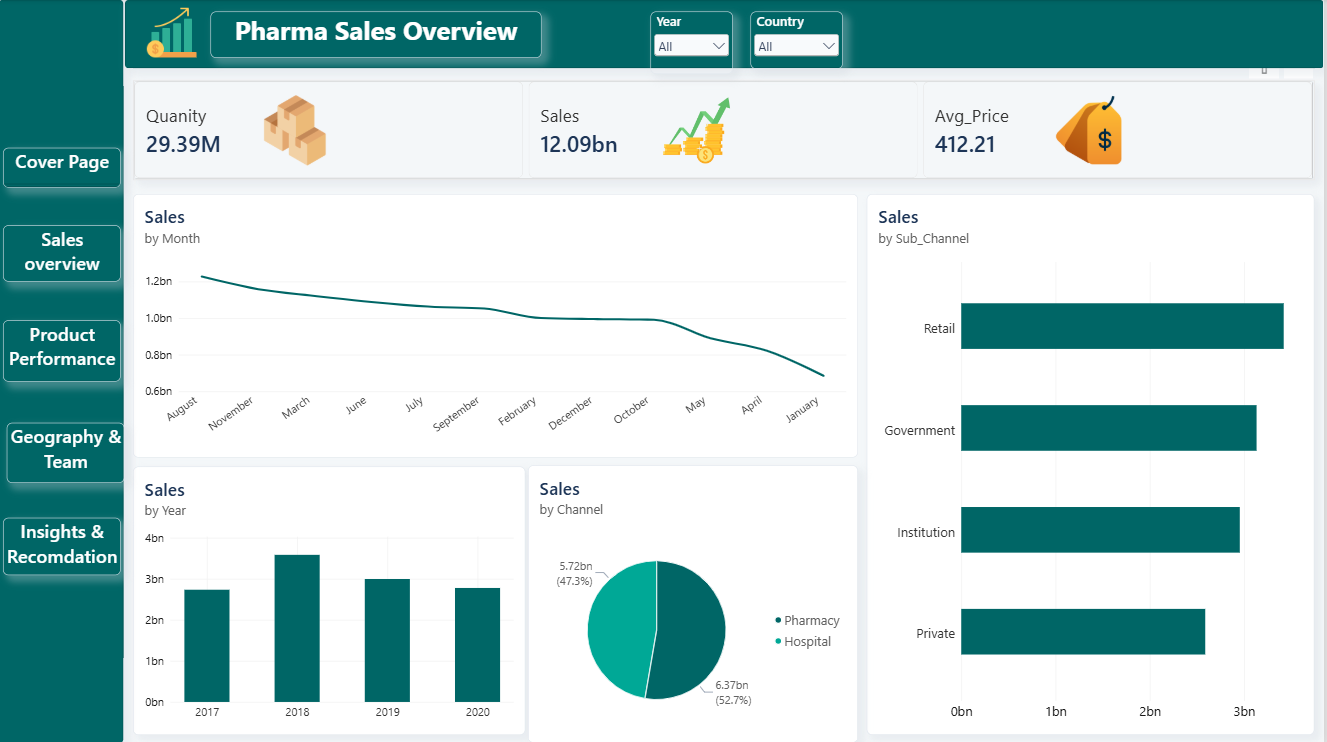 Pharma Sales Overview
Year
All
Country
All
Cover Page
Sales
overview
Product
Performance
Geography &
Team
Insights &
Recomdation
Quanity
29.39M
Sales
12.09bn
Avg_Price
412.21
$
Sales
by Month
1.2bn
1.0bn
0.8bn
0.6bn
August
November
March
June
July
September
February
December
October
May
April
January
Sales
by Sub_Channel
Retail
Government
Institution
Private
0bn
1bn
2bn
3bn
Sales
by Year
4bn
3bn
2bn
1bn
0bn
2017
2018
2019
2020
Sales
by Channel
5.72bn
(47.3%)
6.37bn
(52.7%)
Pharmacy
Hospital